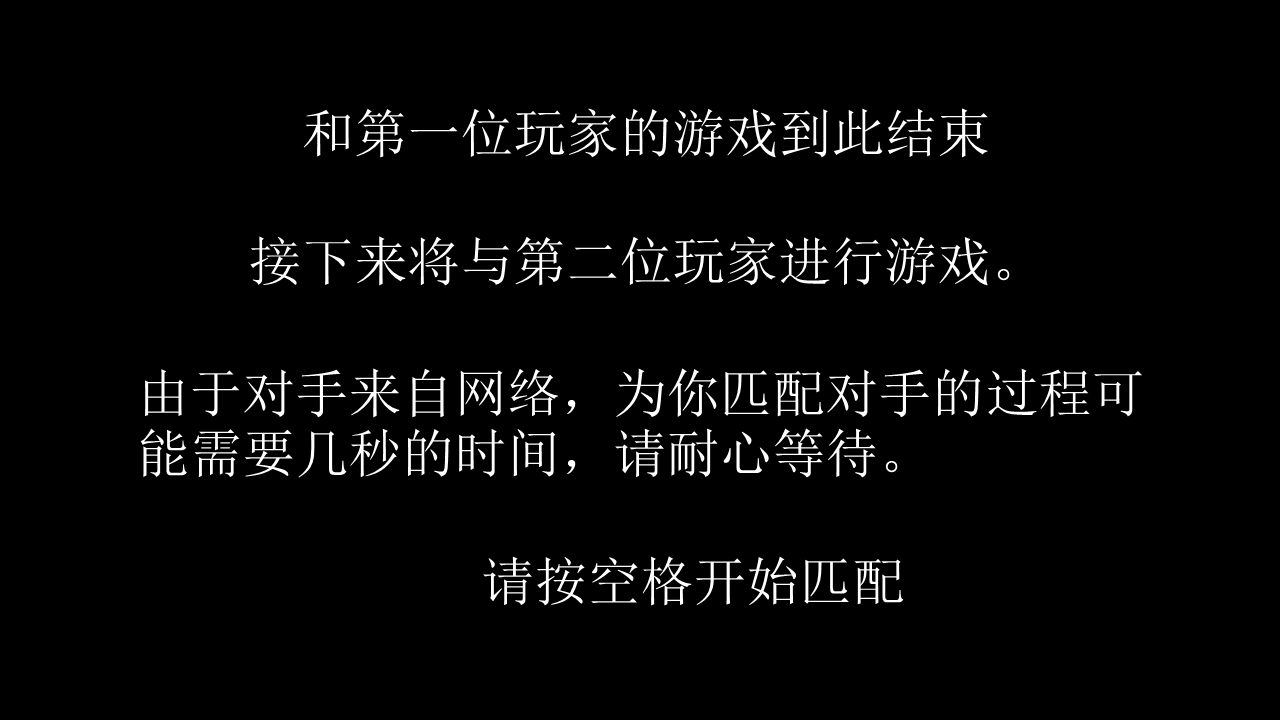 和第一位玩家的游戏到此结束
接下来将与第二位玩家进行游戏。
由于对手来自网络，为你匹配对手的过程可
能需要几秒的时间，请耐心等待。
请按空格开始匹配